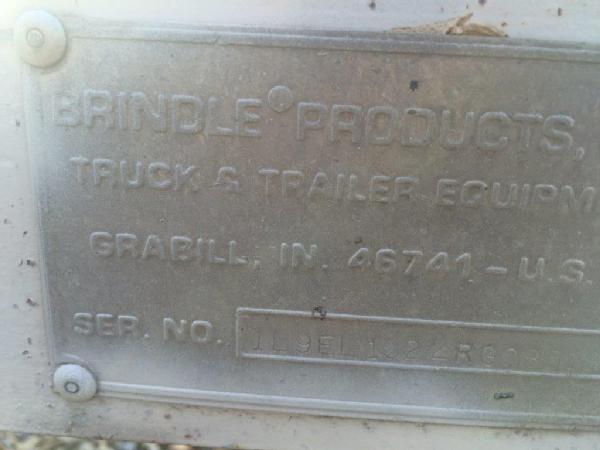 BRINDLE® PRODUCTS,
TRUCK & TRAILER EQUIPM
GRABILL, IN. 46741 - U.S.
SER. NO.